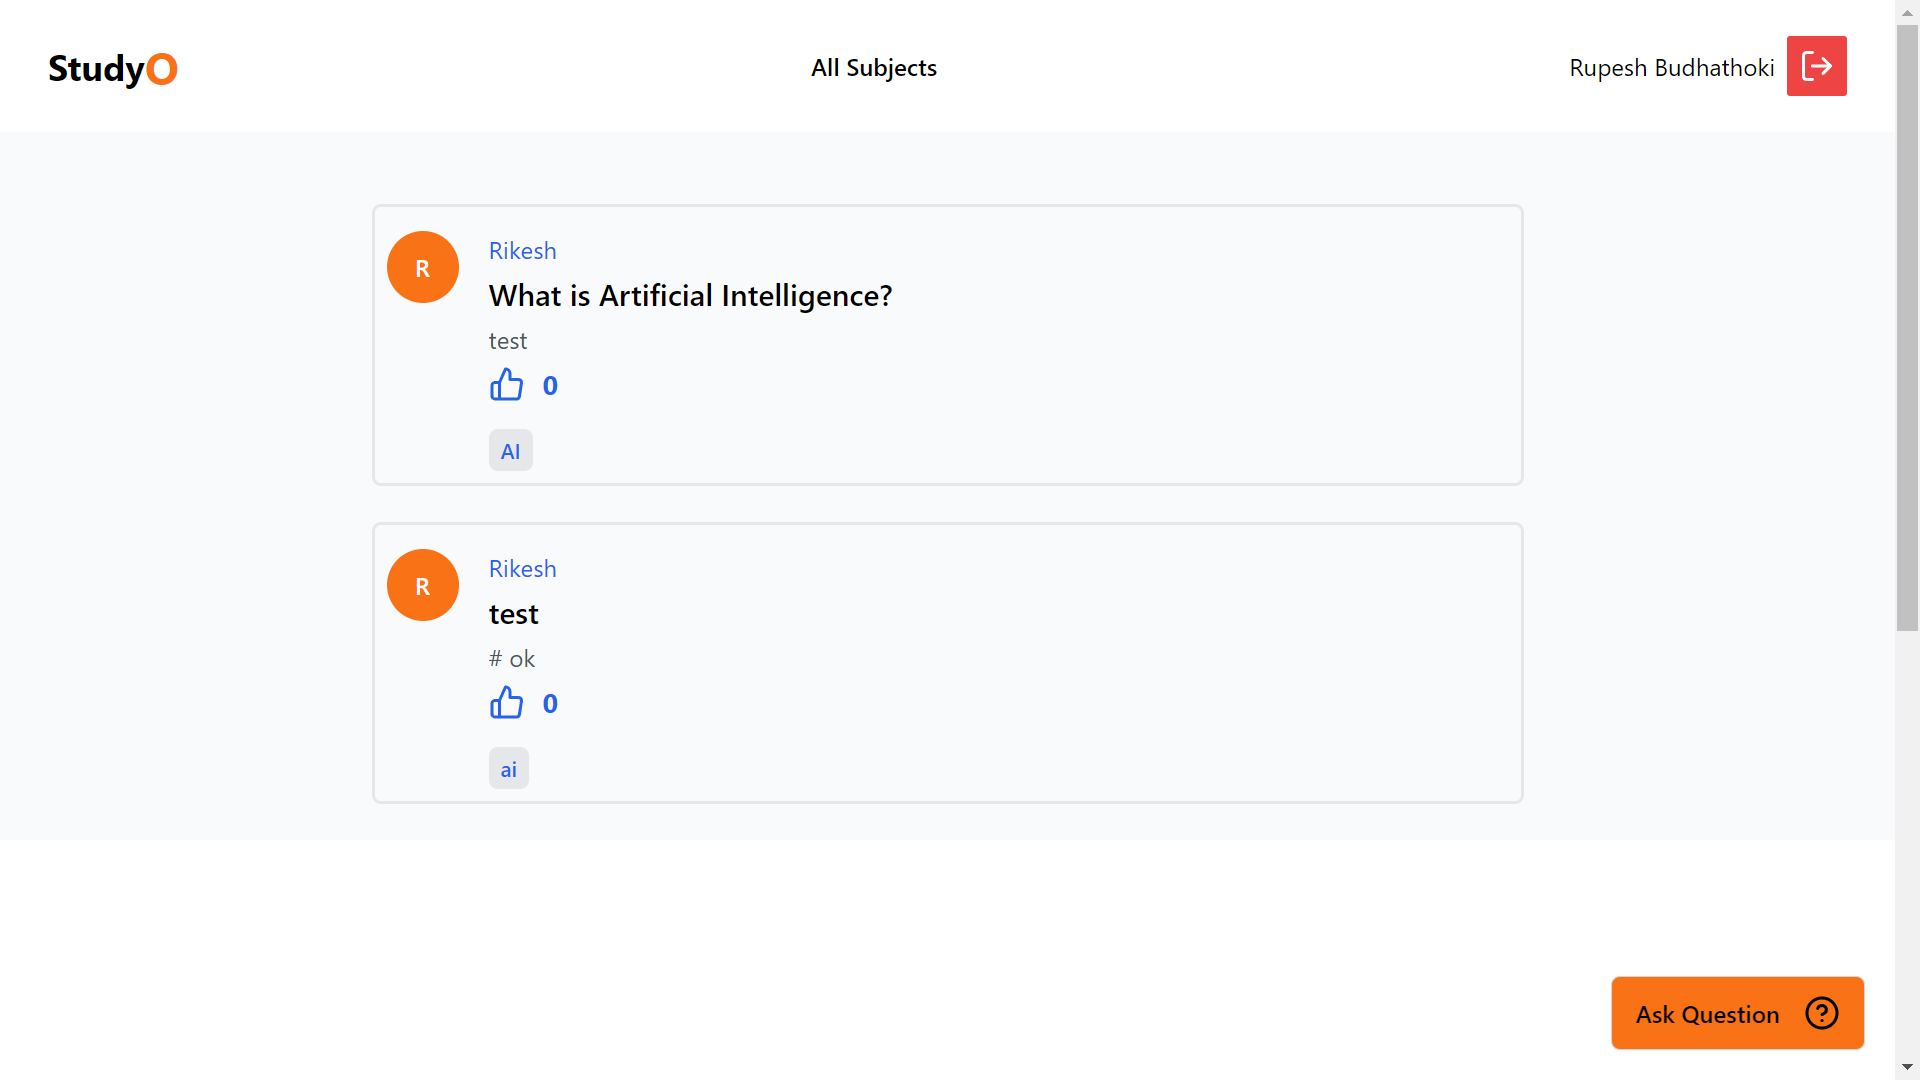 StudyO
All Subjects
Rupesh Budhathoki
R
Rikesh
What is Artificial Intelligence?
test
0
AI
R
Rikesh
test
# ok
0
ai
Ask Question